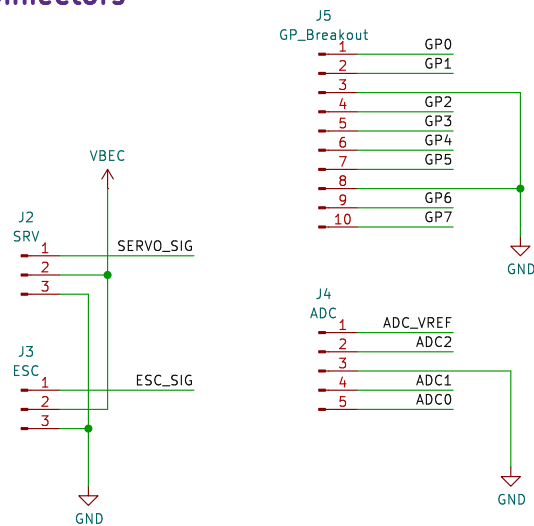 J5
GP_Breakout
1 GP0
2 GP1
3
4 GP2
5 GP3
6 GP4
7 GP5
8
9 GP6
10 GP7
GND
VBEC
J2
SRV
1 SERVO_SIG
2
3
J3
ESC
1 ESC_SIG
2
3
GND
J4
ADC
1 ADC_VREF
2 ADC2
3
4 ADC1
5 ADC0
GND